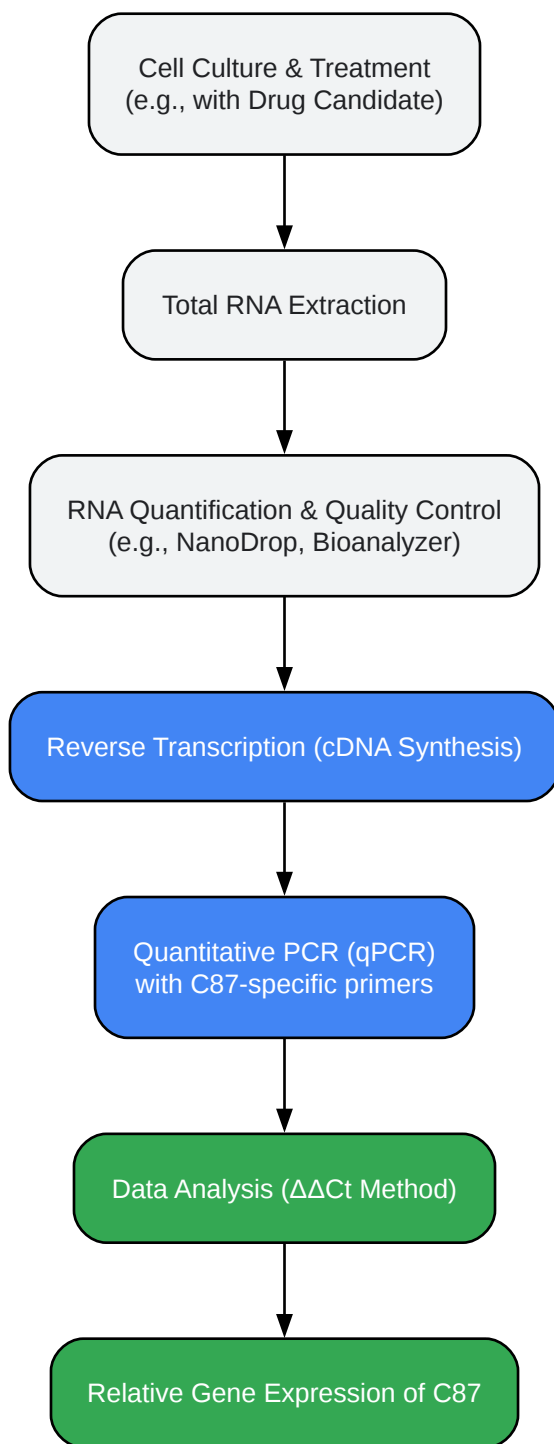 Cell Culture & Treatment
(e.g., with Drug Candidate)
Total RNA Extraction
RNA Quantification & Quality Control
(e.g., NanoDrop, Bioanalyzer)
Reverse Transcription (cDNA Synthesis)
Quantitative PCR (qPCR)
with C87-specific primers
Data Analysis (ΔΔCt Method)
Relative Gene Expression of C87